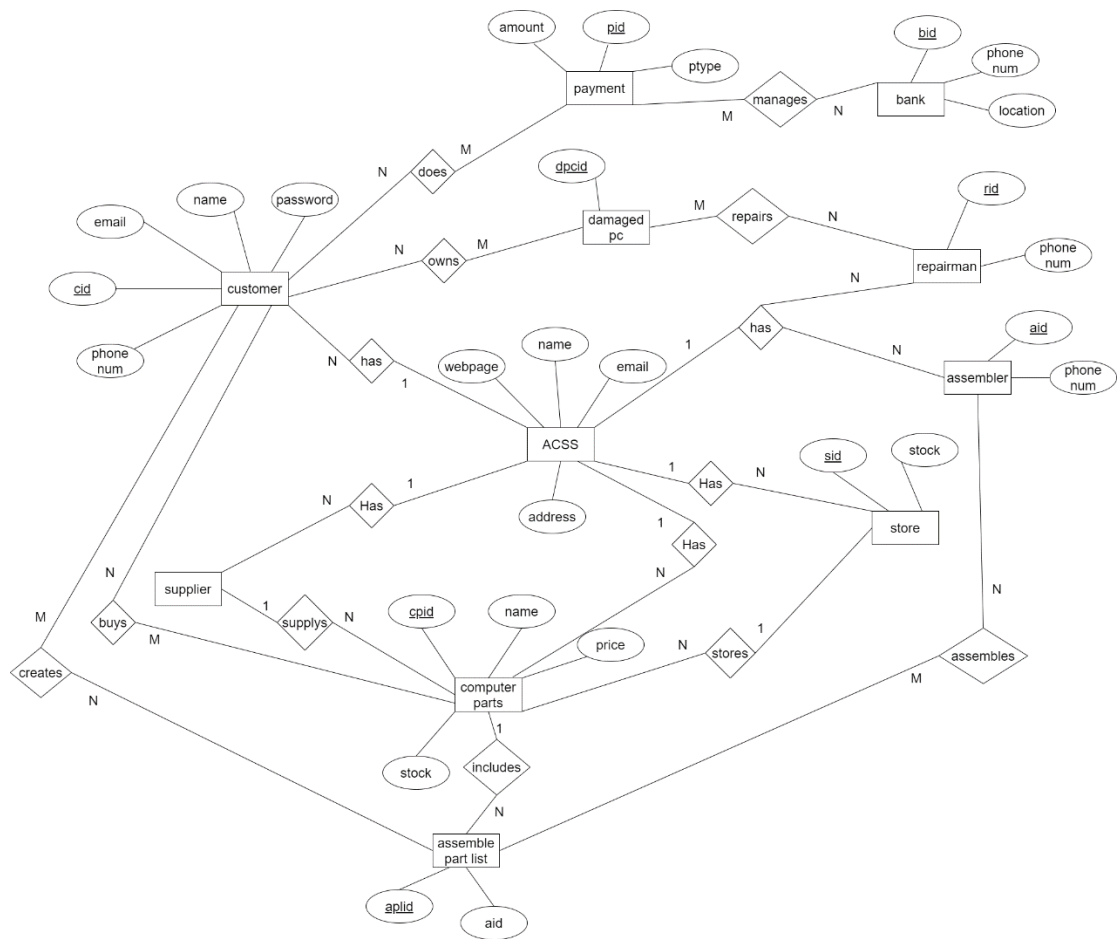 amount
pid
ptype
payment
bid
phone
num
location
bank
manages
M
N
does
N
M
dpcid
damaged
pc
repairs
M
N
rid
phone
num
repairman
name
password
email
cid
phone
num
customer
owns
N
M
has
N
1
webpage
name
email
ACSS
address
has
N
1
N
aid
phone
num
assembler
Has
N
1
Has
1
N
sid
stock
store
1
Has
N
supplier
1
supplys
N
N
buys
M
cpid
name
price
computer
parts
stock
N
stores
1
N
assembles
M
M
creates
N
1
includes
N
assemble
part list
aplid
aid